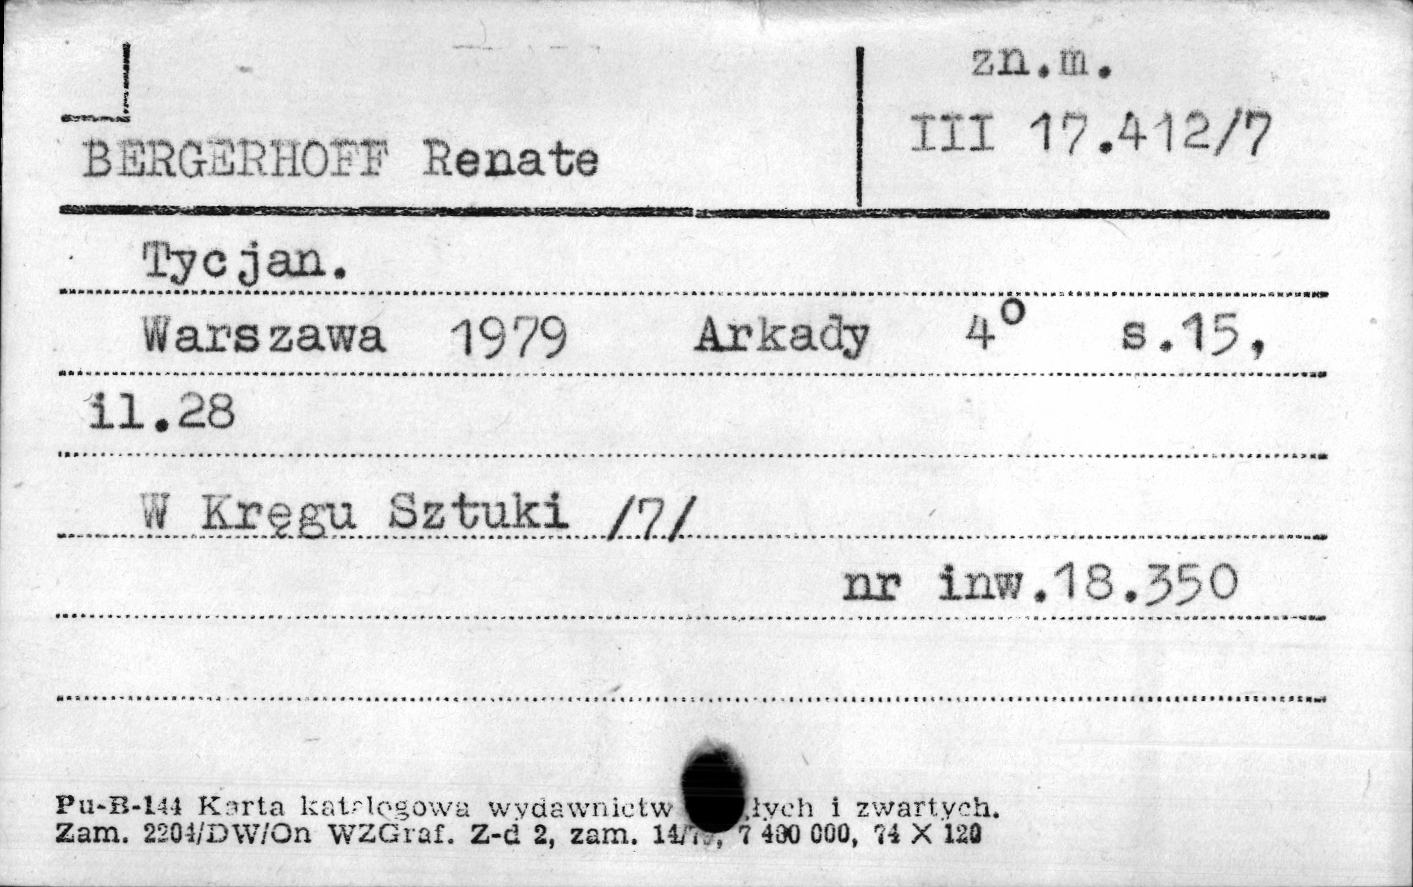 zn.m.
III 17.412/7
BERGERHOFF Renate
Tycjan.
Warszawa 1979 Arkady 4° s.15,
il.28
W Kręgu Sztuki /7/
nr inw.18.350
Pu-B-144 Karta katalogowa wydawnictw i zwartych.
Zam. 2204/DW/On WZGraf. Z-d 2, zam. 7 400 000, 74 X 120